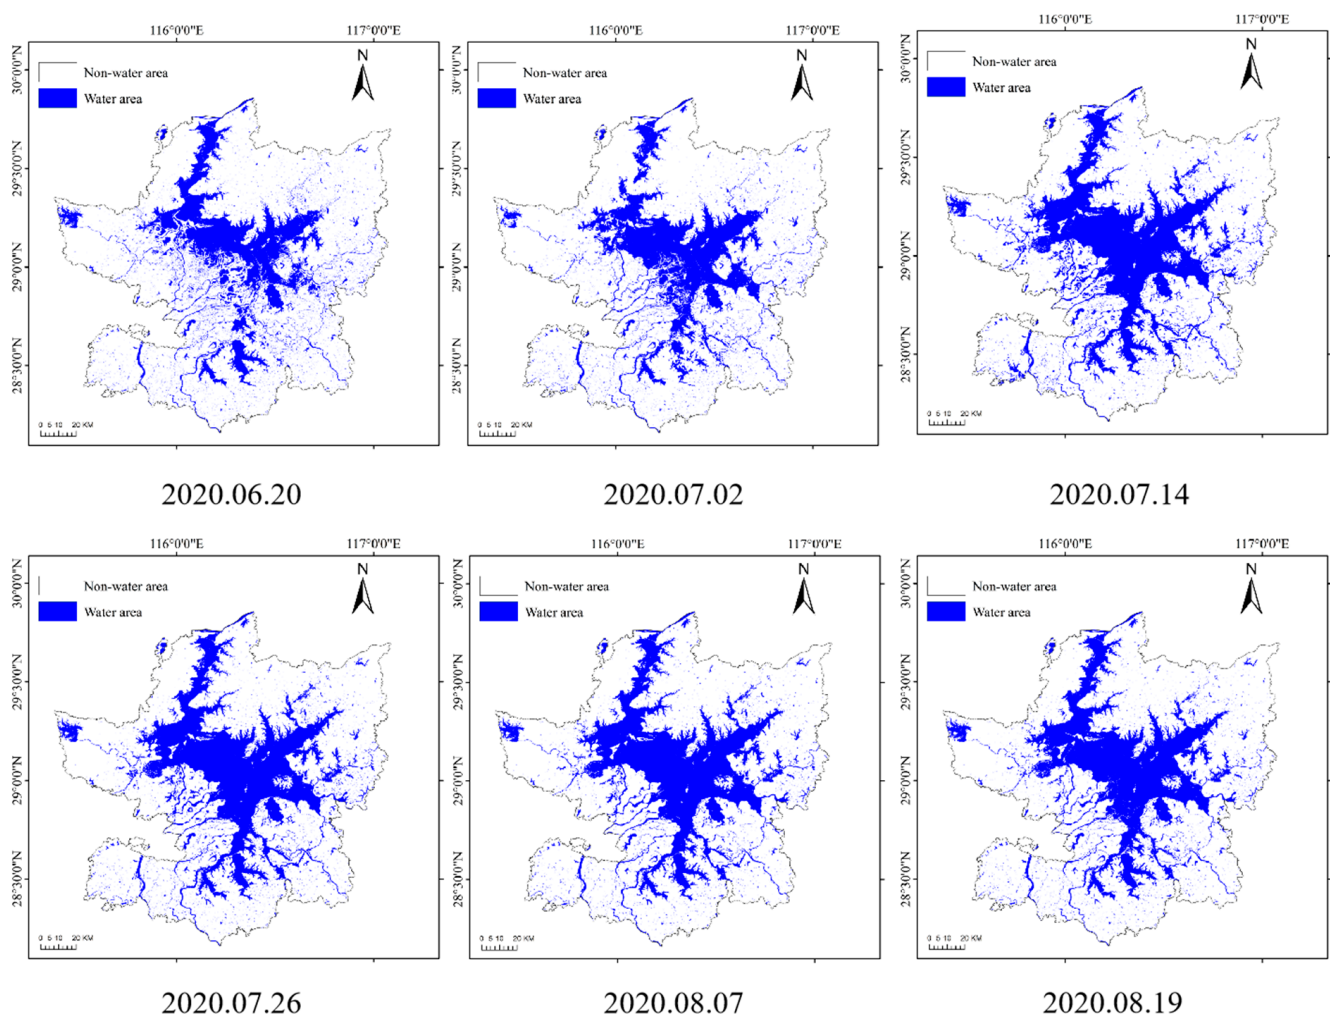 116°0'0"E 117°0'0"E
30°0'0"N
29°30'0"N
29°0'0"N
28°30'0"N
Non-water area
Water area
N
0 5 10 20 KM
2020.06.20
116°0'0"E 117°0'0"E
30°0'0"N
29°30'0"N
29°0'0"N
28°30'0"N
Non-water area
Water area
N
0 5 10 20 KM
2020.07.02
116°0'0"E 117°0'0"E
30°0'0"N
29°30'0"N
29°0'0"N
28°30'0"N
Non-water area
Water area
N
0 5 10 20 KM
2020.07.14
116°0'0"E 117°0'0"E
30°0'0"N
29°30'0"N
29°0'0"N
28°30'0"N
Non-water area
Water area
N
0 5 10 20 KM
2020.07.26
116°0'0"E 117°0'0"E
30°0'0"N
29°30'0"N
29°0'0"N
28°30'0"N
Non-water area
Water area
N
0 5 10 20 KM
2020.08.07
116°0'0"E 117°0'0"E
30°0'0"N
29°30'0"N
29°0'0"N
28°30'0"N
Non-water area
Water area
N
0 5 10 20 KM
2020.08.19